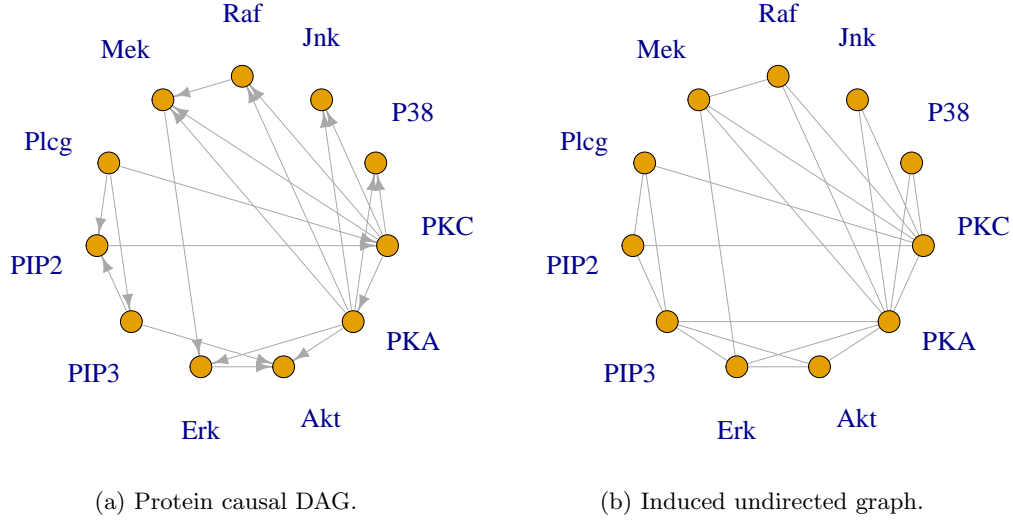 Raf
Jnk
Mek
P38
Plcg
PKC
PIP2
PKA
PIP3
Akt
Erk
(a) Protein causal DAG.
Raf
Jnk
Mek
P38
Plcg
PKC
PIP2
PKA
PIP3
Akt
Erk
(b) Induced undirected graph.